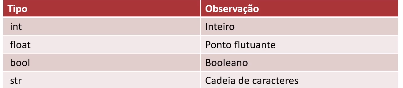 Tipo Observação
int Inteiro
float Ponto flutuante
bool Booleano
str Cadeia de caracteres